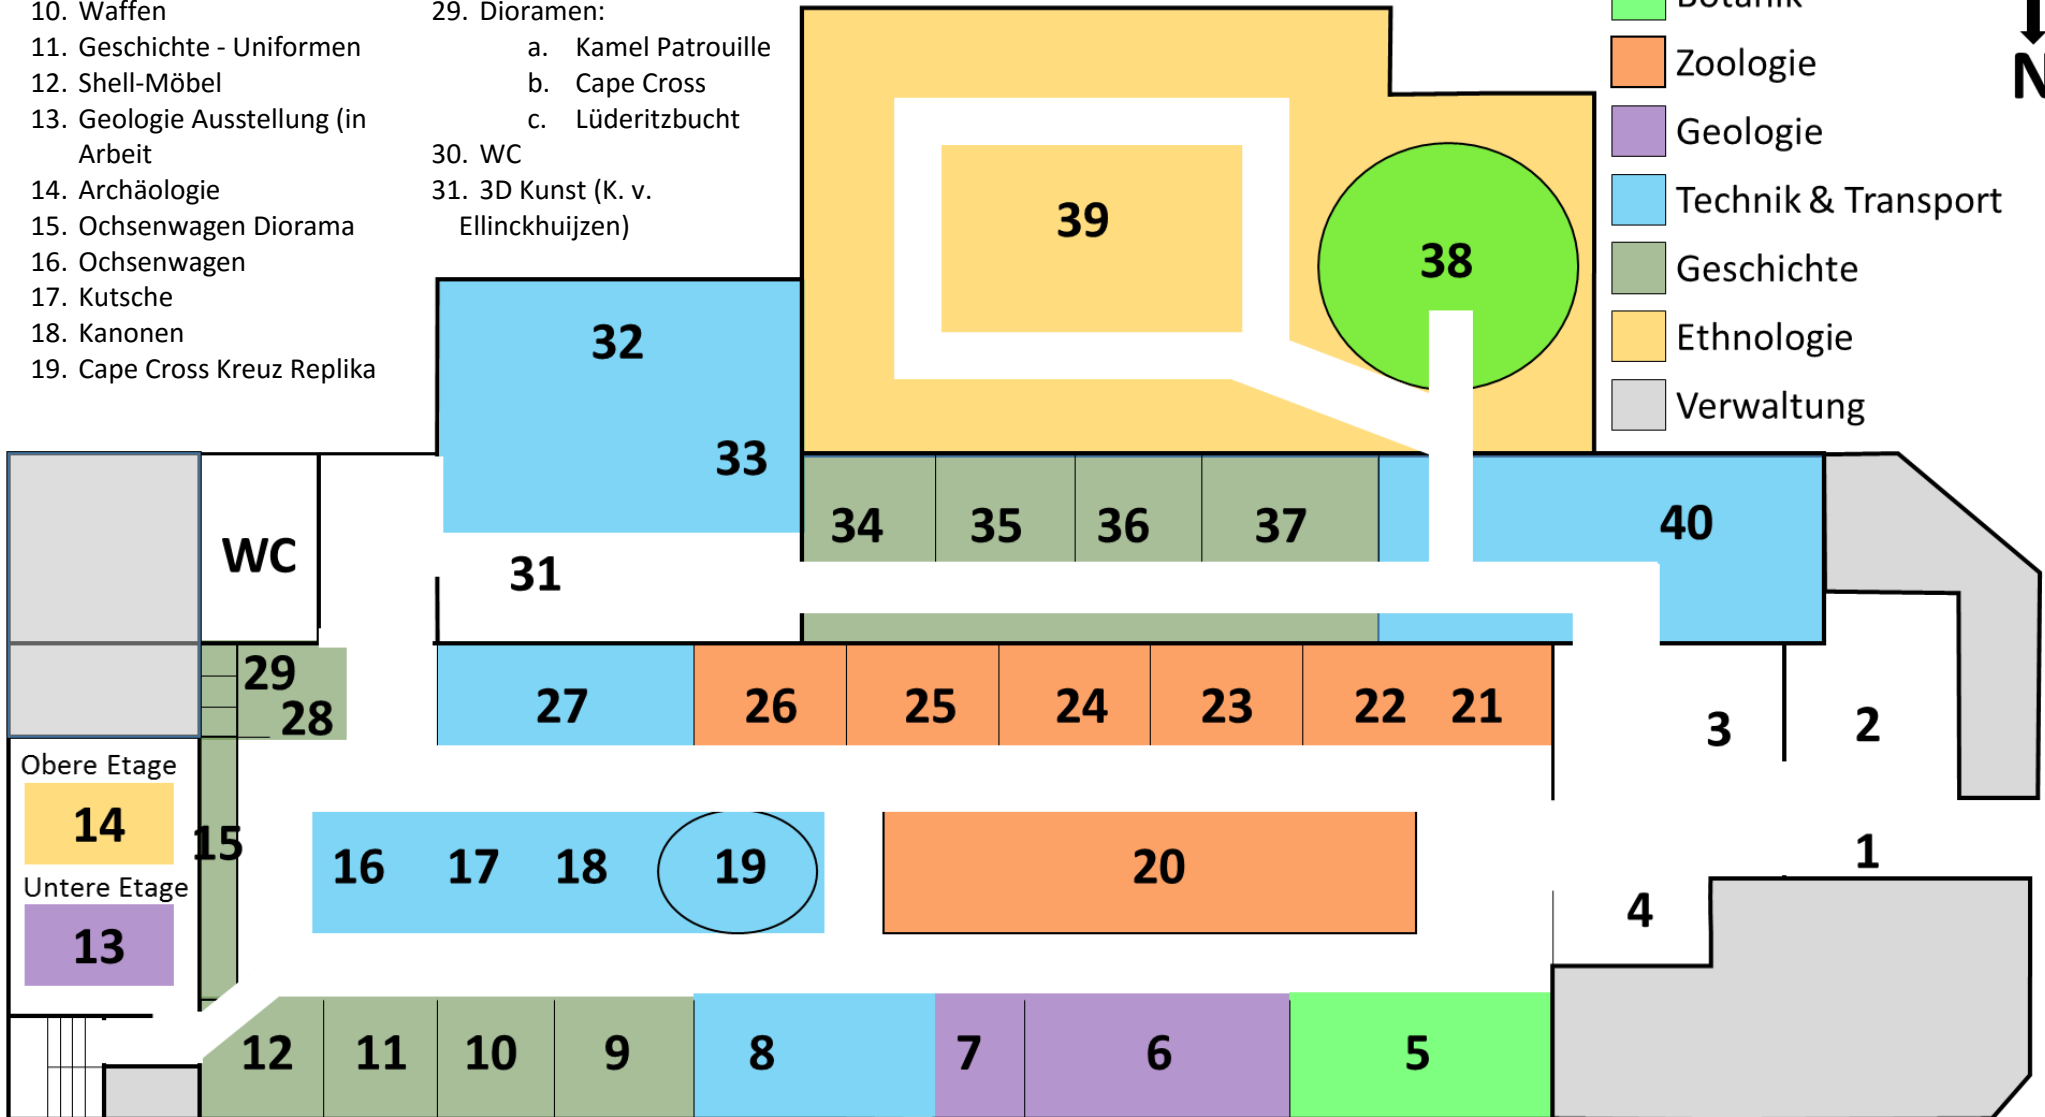 10. Waffen
11. Geschichte - Uniformen
12. Shell-Möbel
13. Geologie Ausstellung (in
Arbeit
14. Archäologie
15. Ochsenwagen Diorama
16. Ochsenwagen
17. Kutsche
18. Kanonen
19. Cape Cross Kreuz Replika
29. Dioramen:
a. Kamel Patrouille
b. Cape Cross
c. Lüderitzbucht
30. WC
31. 3D Kunst (K. v.
Ellinckhuijzen)
Botanik
Zoologie
Geologie
Technik & Transport
Geschichte
Ethnologie
Verwaltung
N
39
38
32
33
34
35
36
37
40
WC
31
29
28
27
26
25
24
23
22
21
3
2
Obere Etage
14
15
16
17
18
19
20
1
Untere Etage
13
4
12
11
10
9
8
7
6
5